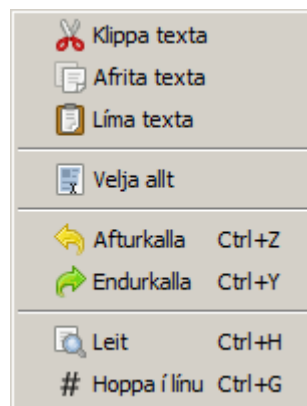 Klippa texta
Afrita texta
Líma texta
Velja allt
Afturkalla Ctrl+Z
Endurkalla Ctrl+Y
Leit Ctrl+H
# Hoppa í línu Ctrl+G